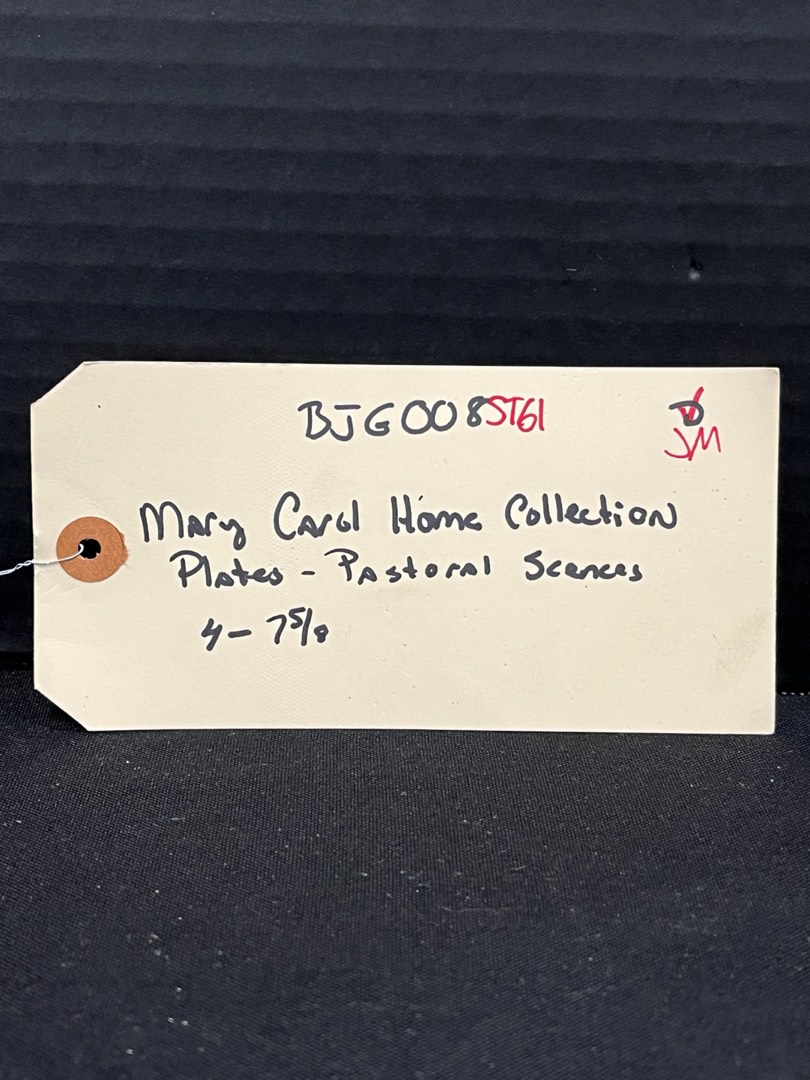 BJG008ST61
D
JM
Mary Carol Home Collection
Plates - Pastoral Scences
4 - 7 5/8